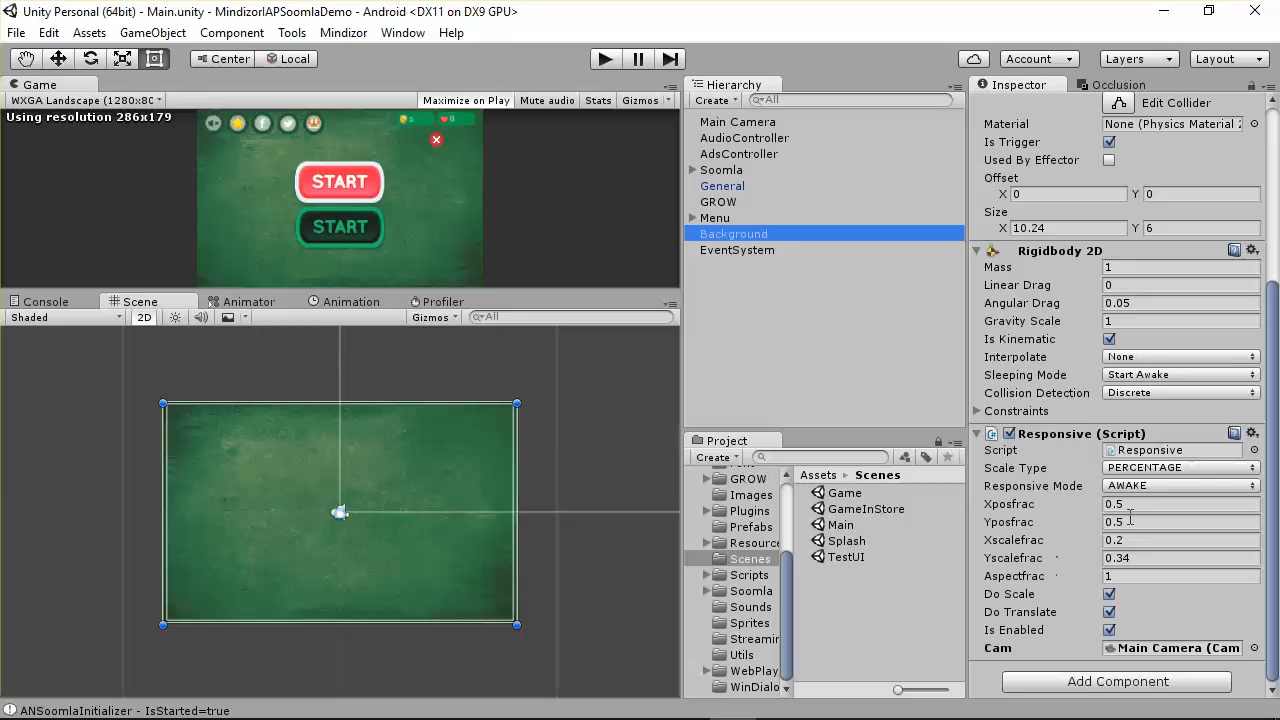 Unity Personal (64bit) - Main.unity - MindizorIAPSoomlaDemo - Android <DX11 on DX9 GPU>
File Edit Assets GameObject Component Tools Mindizor Window Help
Center Local Account Layers Layout
Game
WXGA Landscape (1280x8C Maximize on Play Mute audio Stats Gizmos
Using resolution 286x179
START
START
Console Scene Animator Animation Profiler
Shaded 2D Gizmos All
Hierarchy
Create All
Main Camera
AudioController
AdsController
Soomla
General
GROW
Menu
Background
EventSystem
Project
Create
GROW
Images
Plugins
Prefabs
Resource
Scenes
Scripts
Soomla
Sounds
Sprites
Streamin
Utils
WebPlay
WinDialo
Assets Scenes
Game
GameInStore
Main
Splash
TestUI
Inspector Occlusion
Edit Collider
Material None (Physics Material 2
Is Trigger
Used By Effector
Offset
X 0 Y 0
Size
X 10.24 Y 6
Rigidbody 2D
Mass 1
Linear Drag 0
Angular Drag 0.05
Gravity Scale 1
Is Kinematic
Interpolate None
Sleeping Mode Start Awake
Collision Detection Discrete
Constraints
Responsive (Script)
Script Responsive
Scale Type PERCENTAGE
Responsive Mode AWAKE
Xposfrac 0.5
Yposfrac 0.5
Xscalefrac 0.2
Yscalefrac 0.34
Aspectfrac 1
Do Scale
Do Translate
Is Enabled
Cam Main Camera (Cam
Add Component
ANSoomlaInitializer - IsStarted=true